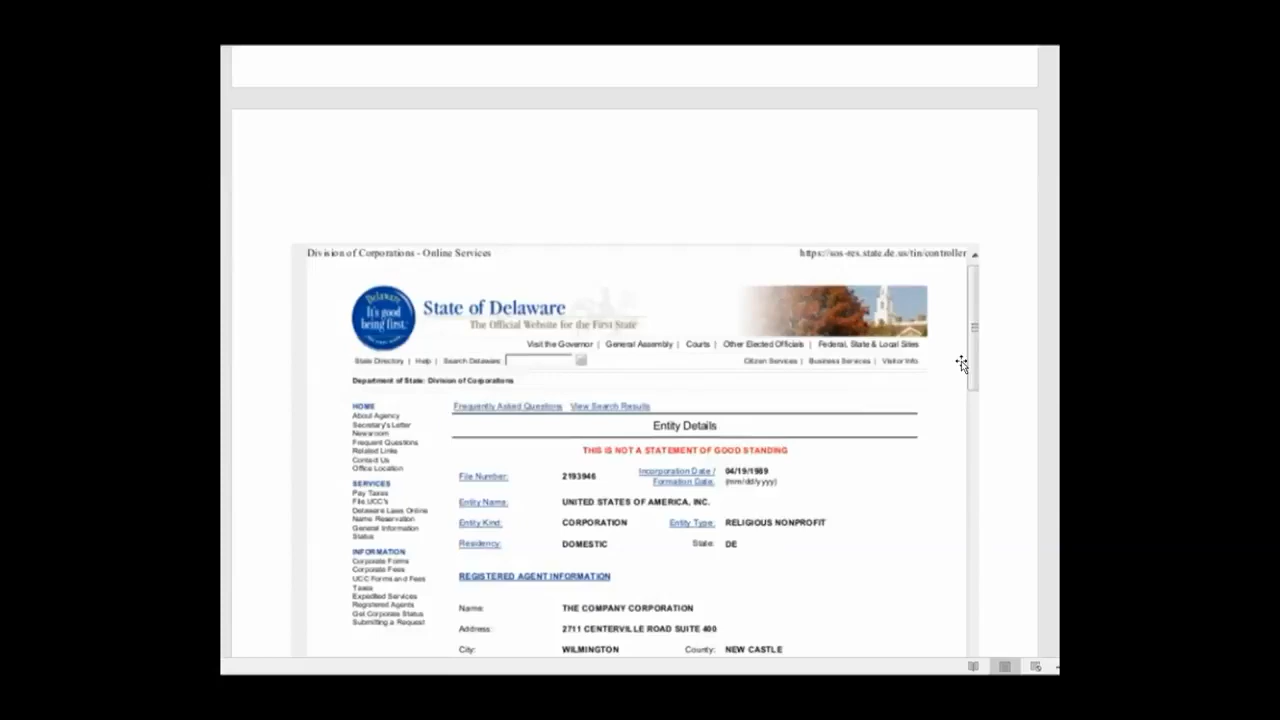 Division of Corporations - Online Services https://sos-res.state.de.us/tin/controller
Delaware
It's good
being first.
State of Delaware
The Official Website for the First State
Visit the Governor | General Assembly | Courts | Other Elected Officials | Federal, State & Local Sites
State Directory | Help | Search Delaware: Citizen Services | Business Services | Visitor Info.
Department of State: Division of Corporations
HOME
About Agency
Secretary's Letter
Newsroom
Frequent Questions
Related Links
Contact Us
Office Location
SERVICES
Pay Taxes
File UCC's
Delaware Laws Online
Name Reservation
General Information
Status
INFORMATION
Corporate Forms
Corporate Fees
UCC Forms and Fees
Taxes
Expedited Services
Registered Agents
Get Corporate Status
Submitting a Request
Frequently Asked Questions View Search Results
Entity Details
THIS IS NOT A STATEMENT OF GOOD STANDING
File Number: 2193946 Incorporation Date / Formation Date: 04/19/1989 (mm/dd/yyyy)
Entity Name: UNITED STATES OF AMERICA, INC.
Entity Kind: CORPORATION Entity Type: RELIGIOUS NONPROFIT
Residency: DOMESTIC State: DE
REGISTERED AGENT INFORMATION
Name: THE COMPANY CORPORATION
Address: 2711 CENTERVILLE ROAD SUITE 400
City: WILMINGTON County: NEW CASTLE